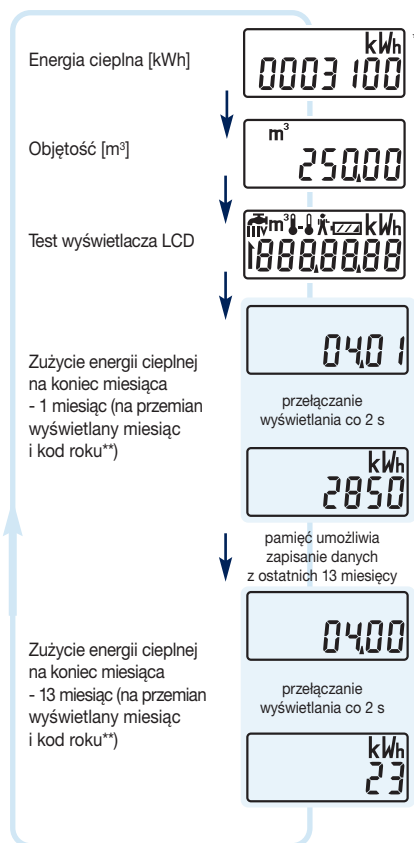 Energia cieplna [kWh]
kWh
*
0003100
Objętość [m³]
m³
250,00
Test wyświetlacza LCD
m³ kWh
1888,88,88
Zużycie energii cieplnej
na koniec miesiąca
- 1 miesiąc (na przemian
wyświetlany miesiąc
i kod roku**)
04,01
przełączanie
wyświetlania co 2 s
kWh
2850
pamięć umożliwia
zapisanie danych
z ostatnich 13 miesięcy
Zużycie energii cieplnej
na koniec miesiąca
- 13 miesiąc (na przemian
wyświetlany miesiąc
i kod roku**)
04,00
przełączanie
wyświetlania co 2 s
kWh
23